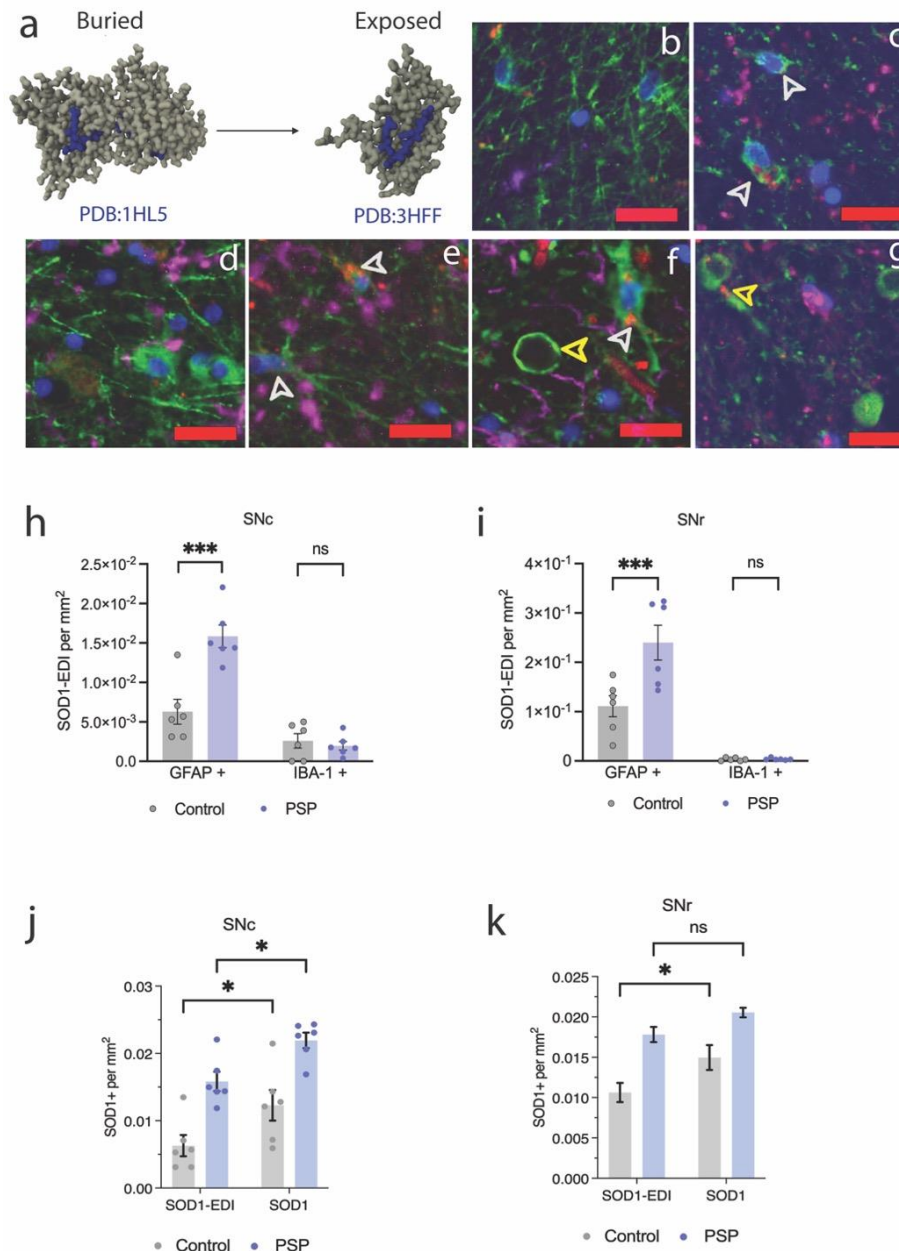 a
Buried
Exposed
PDB:1HL5
PDB:3HFF
b
c
d
e
f
g
h
SNc
***
ns
SOD1-EDI per mm²
2.5×10⁻²
2.0×10⁻²
1.5×10⁻²
1.0×10⁻²
5.0×10⁻³
0.0
GFAP +
IBA-1 +
Control
PSP
i
SNr
***
ns
SOD1-EDI per mm²
4×10⁻¹
3×10⁻¹
2×10⁻¹
1×10⁻¹
0
GFAP +
IBA-1 +
Control
PSP
j
SNc
*
*
SOD1+ per mm²
0.03
0.02
0.01
0.00
SOD1-EDI
SOD1
Control
PSP
k
SNr
ns
*
SOD1+ per mm²
0.025
0.020
0.015
0.010
0.005
0.000
SOD1-EDI
SOD1
Control
PSP